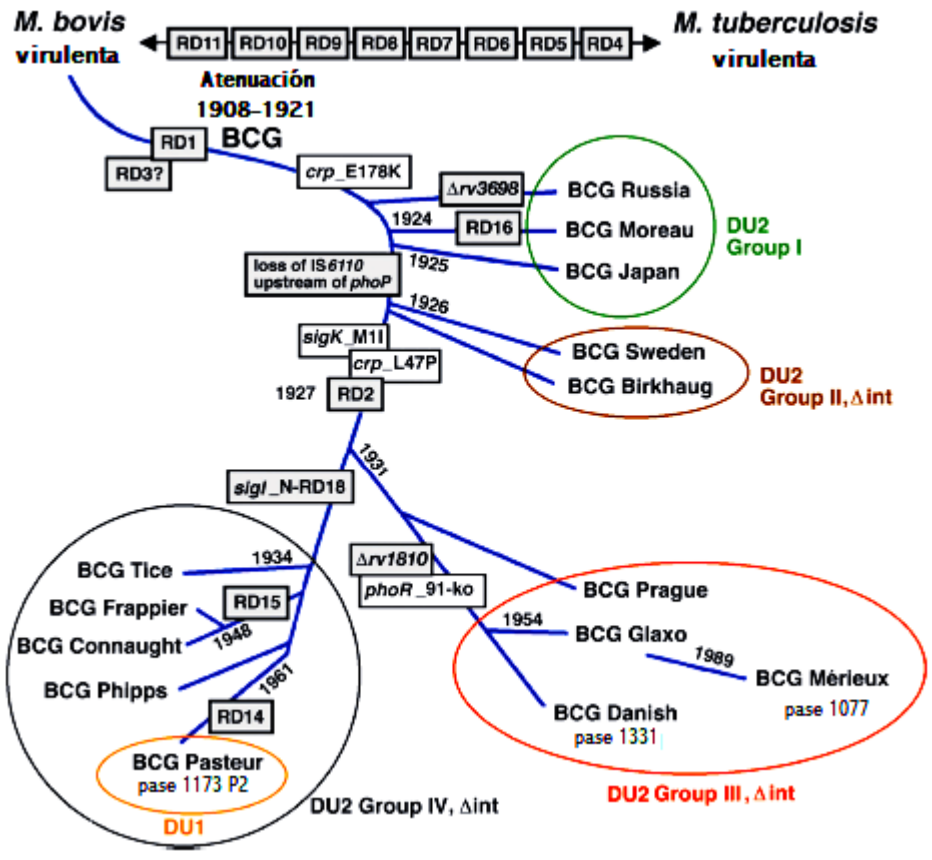 M. bovis
virulenta
RD11 RD10 RD9 RD8 RD7 RD6 RD5 RD4
M. tuberculosis
virulenta
Atenuación
1908–1921
BCG
RD1
RD3?
crp_E178K
Δrv3698
BCG Russia
1924
RD16
BCG Moreau
1925
BCG Japan
DU2
Group I
loss of IS6110
upstream of phoP
1926
BCG Sweden
BCG Birkhaug
DU2
Group II, Δint
sigK_M1I
crp_L47P
1927
RD2
1931
sigI_N-RD18
1934
BCG Tice
BCG Frappier
RD15
BCG Connaught
1948
BCG Phipps
1961
RD14
BCG Pasteur
pase 1173 P2
DU1
DU2 Group IV, Δint
Δrv1810
phoR_91-ko
BCG Prague
1954
BCG Glaxo
1989
BCG Mérieux
pase 1077
BCG Danish
pase 1331
DU2 Group III, Δint